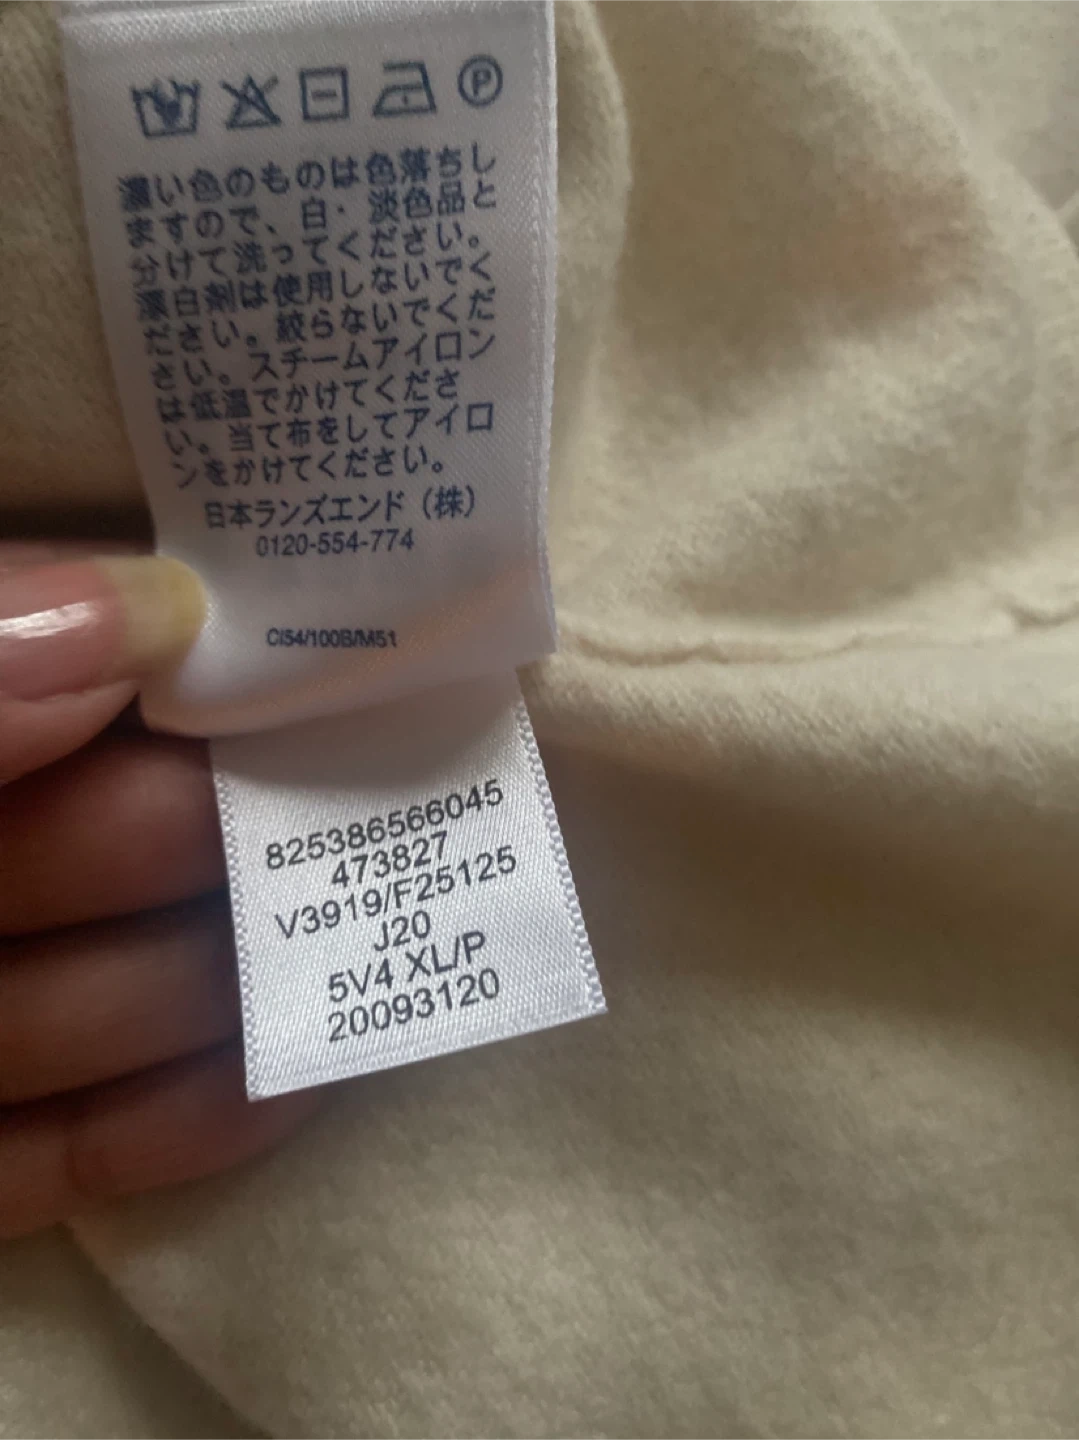 P
濃い色のものは色落ちし
ますので、白・淡色品と
分けて洗ってください。
漂白剤は使用しないでく
ださい。絞らないでくだ
さい。スチームアイロン
は低温でかけてくださ
い。当て布をしてアイロ
ンをかけてください。
日本ランズエンド（株）
0120-554-774
CI54/100B/M51
825386566045
473827
V3919/F25125
J20
5V4 XL/P
20093120